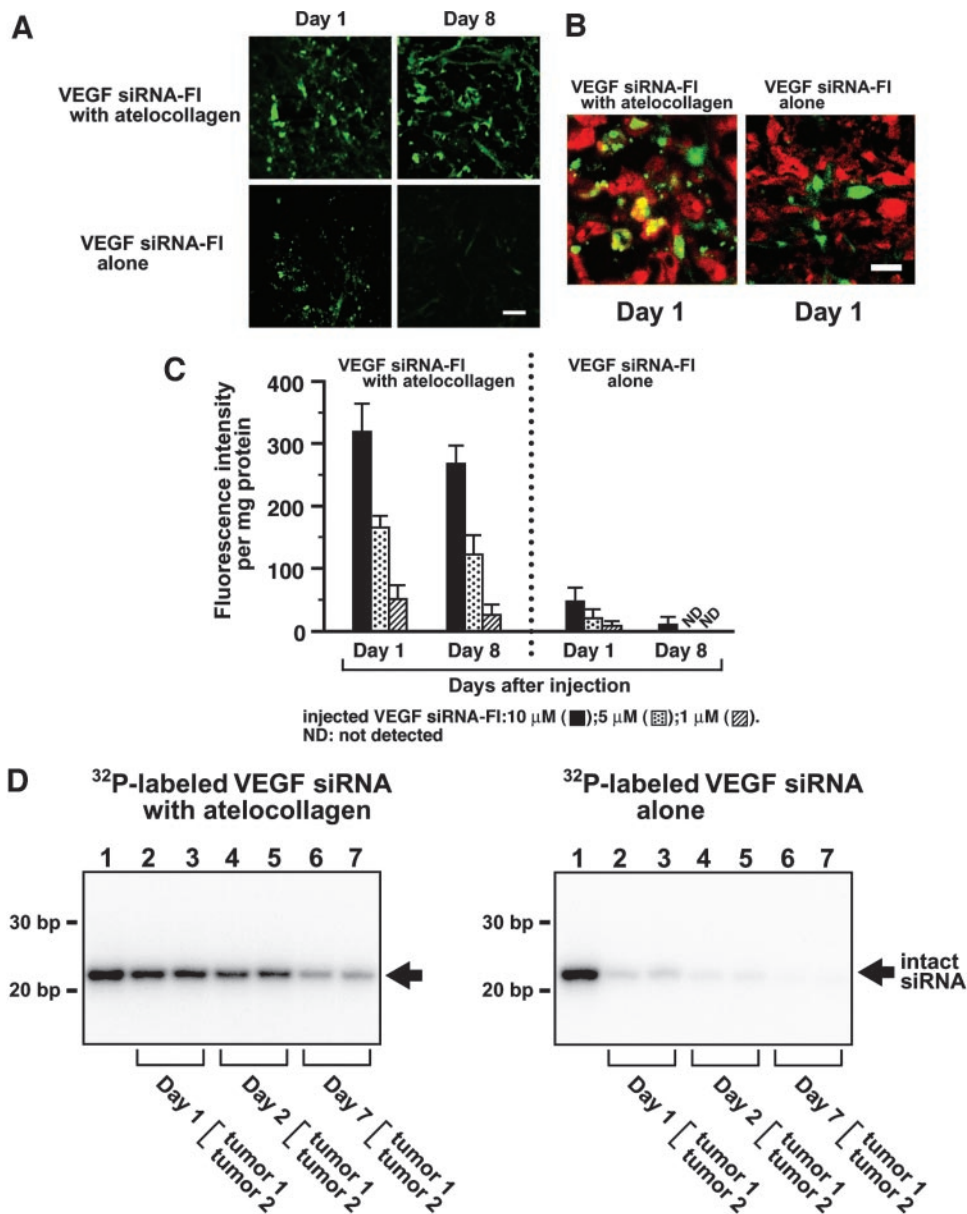 A
Day 1
Day 8
VEGF siRNA-FI
with atelocollagen
VEGF siRNA-FI
alone
B
VEGF siRNA-FI
with atelocollagen
VEGF siRNA-FI
alone
Day 1
Day 1
C
VEGF siRNA-FI
with atelocollagen
VEGF siRNA-FI
alone
Fluorescence intensity
per mg protein
400
300
200
100
0
ND
ND
Day 1
Day 8
Day 1
Day 8
Days after injection
injected VEGF siRNA-FI:10 μM (■);5 μM (▒);1 μM (▨).
ND: not detected
D
32P-labeled VEGF siRNA
with atelocollagen
1 2 3 4 5 6 7
30 bp
20 bp
Day 1 [ tumor 1
tumor 2
Day 2 [ tumor 1
tumor 2
Day 7 [ tumor 1
tumor 2
32P-labeled VEGF siRNA
alone
1 2 3 4 5 6 7
30 bp
20 bp
intact
siRNA
Day 1 [ tumor 1
tumor 2
Day 2 [ tumor 1
tumor 2
Day 7 [ tumor 1
tumor 2